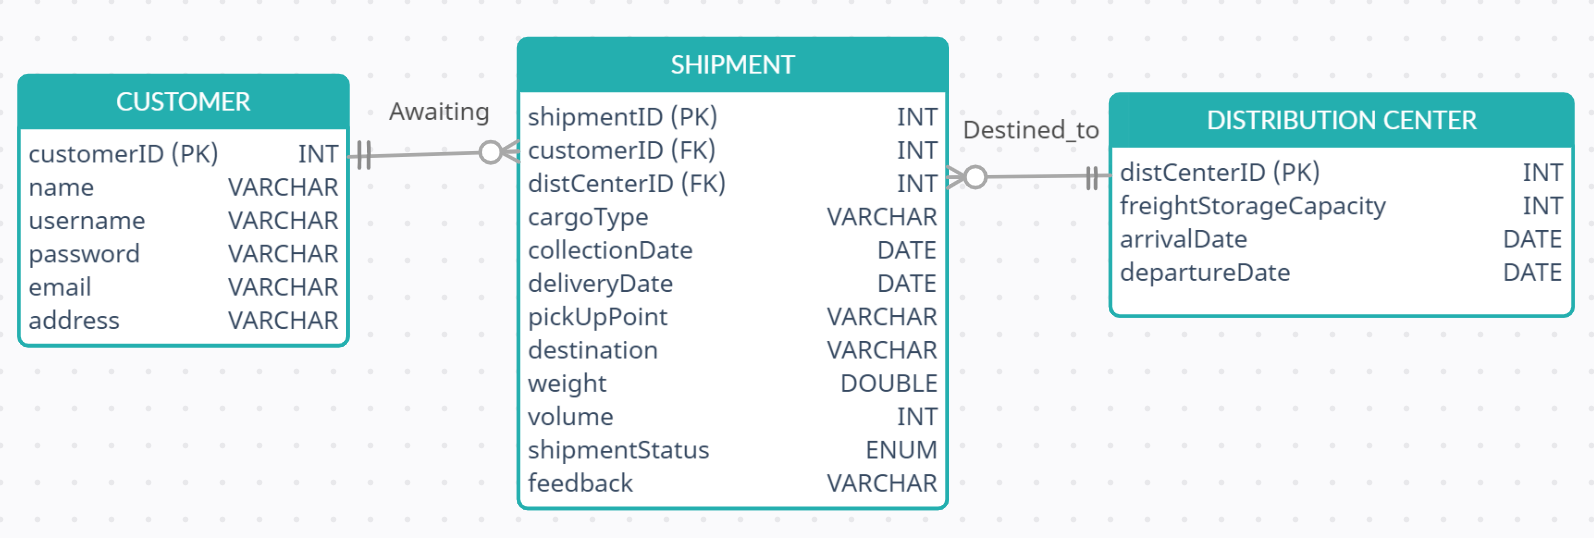 CUSTOMER
customerID (PK) INT
name VARCHAR
username VARCHAR
password VARCHAR
email VARCHAR
address VARCHAR
Awaiting
SHIPMENT
shipmentID (PK) INT
customerID (FK) INT
distCenterID (FK) INT
cargoType VARCHAR
collectionDate DATE
deliveryDate DATE
pickUpPoint VARCHAR
destination VARCHAR
weight DOUBLE
volume INT
shipmentStatus ENUM
feedback VARCHAR
Destined_to
DISTRIBUTION CENTER
distCenterID (PK) INT
freightStorageCapacity INT
arrivalDate DATE
departureDate DATE